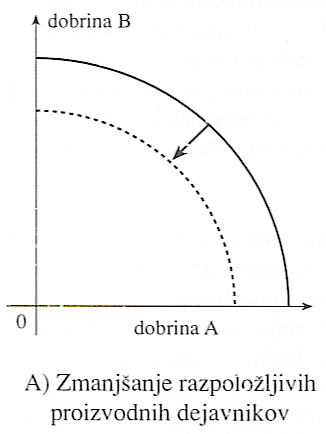 dobrina B
0
dobrina A
A) Zmanjšanje razpoložljivih
proizvodnih dejavnikov